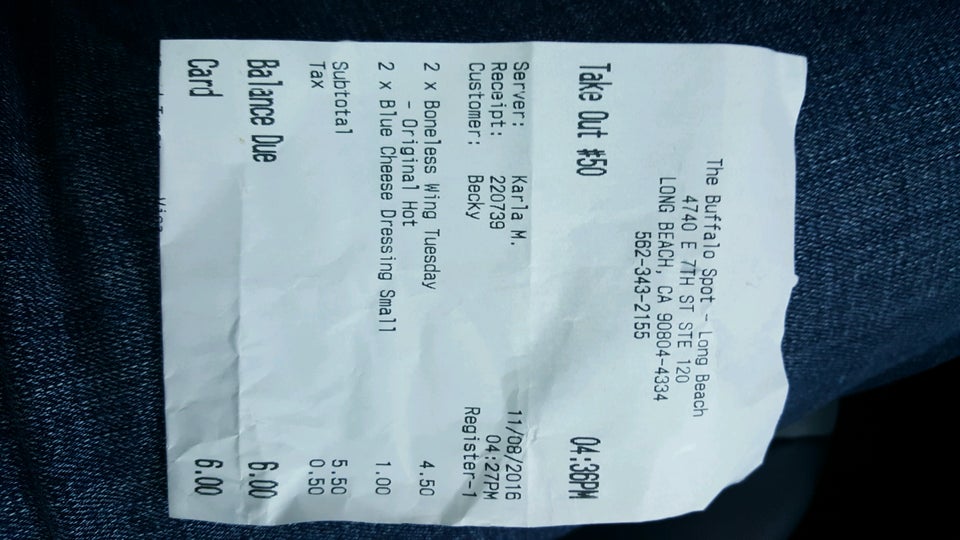 The Buffalo Spot - Long Beach
4740 E 7TH ST STE 120
LONG BEACH, CA 90804-4334
562-343-2155
Take Out #50 04:36PM
Server: Karla M. 11/08/2016
Receipt: 220739 04:27PM
Customer: Becky Register-1
2 x Boneless Wing Tuesday 4.50
- Original Hot
2 x Blue Cheese Dressing Small 1.00
Subtotal 5.50
Tax 0.50
Balance Due 6.00
Card 6.00